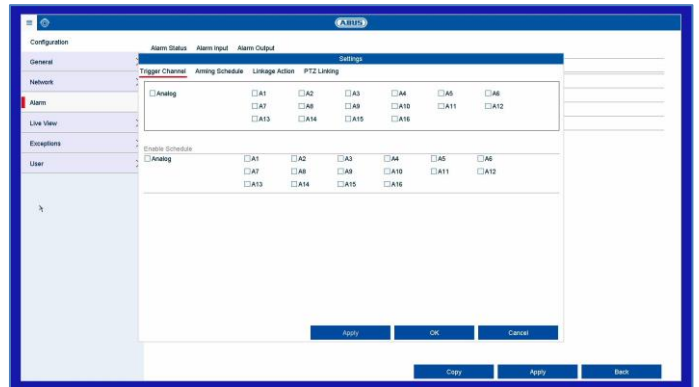 ABUS
Configuration
Alarm Status Alarm Input Alarm Output
Settings
General
Trigger Channel Arming Schedule Linkage Action PTZ Linking
Network
Analog A1 A2 A3 A4 A5 A6
Alarm
A7 A8 A9 A10 A11 A12
A13 A14 A15 A16
Live View
Exceptions
Enable Schedule
User
Analog A1 A2 A3 A4 A5 A6
A7 A8 A9 A10 A11 A12
A13 A14 A15 A16
Apply OK Cancel
Copy Apply Back